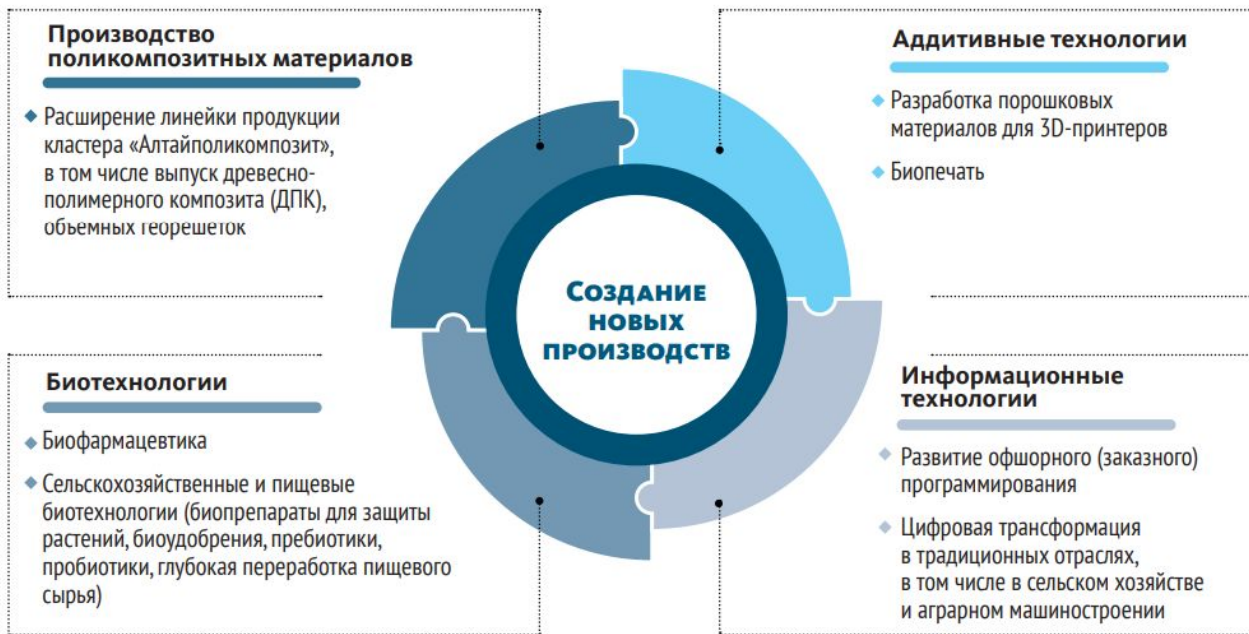 Производство
поликомпозитных материалов
Расширение линейки продукции
кластера «Алтайполикомпозит»,
в том числе выпуск древесно-
полимерного композита (ДПК),
объемных георешеток
Аддитивные технологии
Разработка порошковых
материалов для 3D-принтеров
Биопечать
СОЗДАНИЕ
НОВЫХ
ПРОИЗВОДСТВ
Биотехнологии
Биофармацевтика
Сельскохозяйственные и пищевые
биотехнологии (биопрепараты для защиты
растений, биоудобрения, пребиотики,
пробиотики, глубокая переработка пищевого
сырья)
Информационные
технологии
Развитие офшорного (заказного)
программирования
Цифровая трансформация
в традиционных отраслях,
в том числе в сельском хозяйстве
и аграрном машиностроении